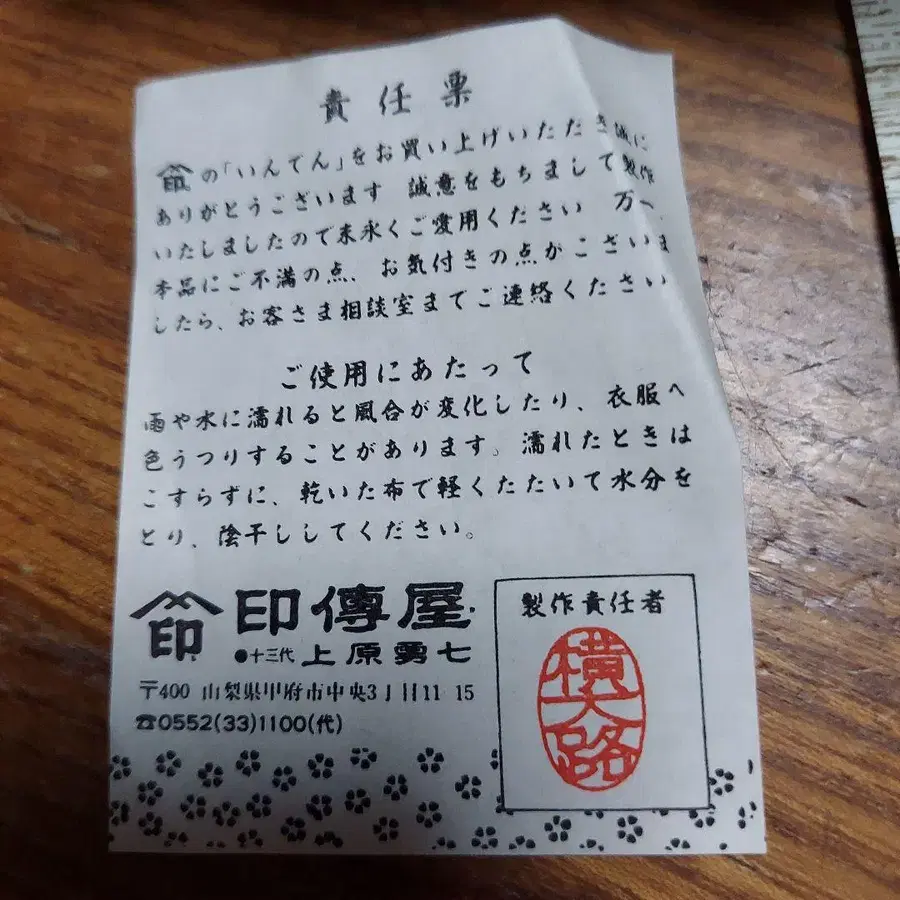 責任票
の「いんでん」をお買い上げいただき誠に
ありがとうございます 誠意をもちまして製作
いたしましたので末永くご愛用ください 万一、
本品にご不満の点、お気付きの点がございま
したら、お客さま相談室までご連絡ください
ご使用にあたって
雨や水に濡れると風合が変化したり、衣服へ
色うつりすることがあります。濡れたときは
こすらずに、乾いた布で軽くたたいて水分を
とり、陰干ししてください。
印 印傳屋
●十三代 上原勇七
〒400 山梨県甲府市中央3丁目11 15
☎0552(33)1100(代)
製作責任者
横大路